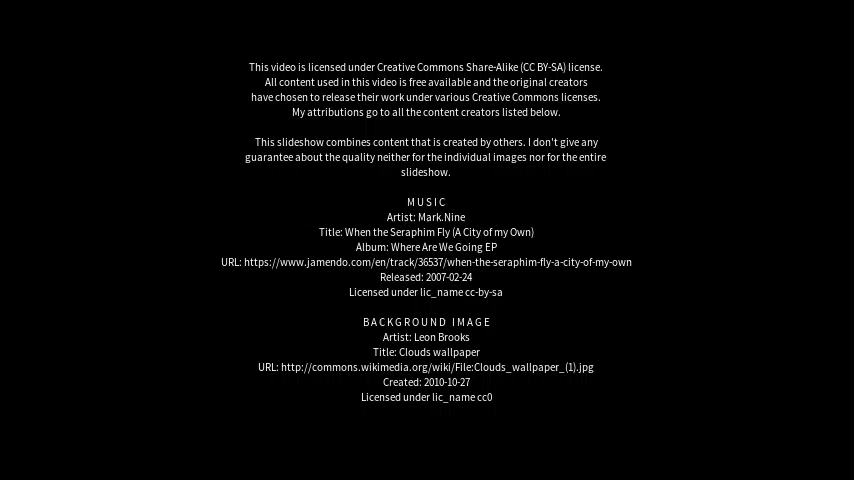 This video is licensed under Creative Commons Share-Alike (CC BY-SA) license.
All content used in this video is free available and the original creators
have chosen to release their work under various Creative Commons licenses.
My attributions go to all the content creators listed below.
This slideshow combines content that is created by others. I don't give any
guarantee about the quality neither for the individual images nor for the entire
slideshow.
M U S I C
Artist: Mark.Nine
Title: When the Seraphim Fly (A City of my Own)
Album: Where Are We Going EP
URL: https://www.jamendo.com/en/track/36537/when-the-seraphim-fly-a-city-of-my-own
Released: 2007-02-24
Licensed under lic_name cc-by-sa
B A C K G R O U N D   I M A G E
Artist: Leon Brooks
Title: Clouds wallpaper
URL: http://commons.wikimedia.org/wiki/File:Clouds_wallpaper_(1).jpg
Created: 2010-10-27
Licensed under lic_name cc0